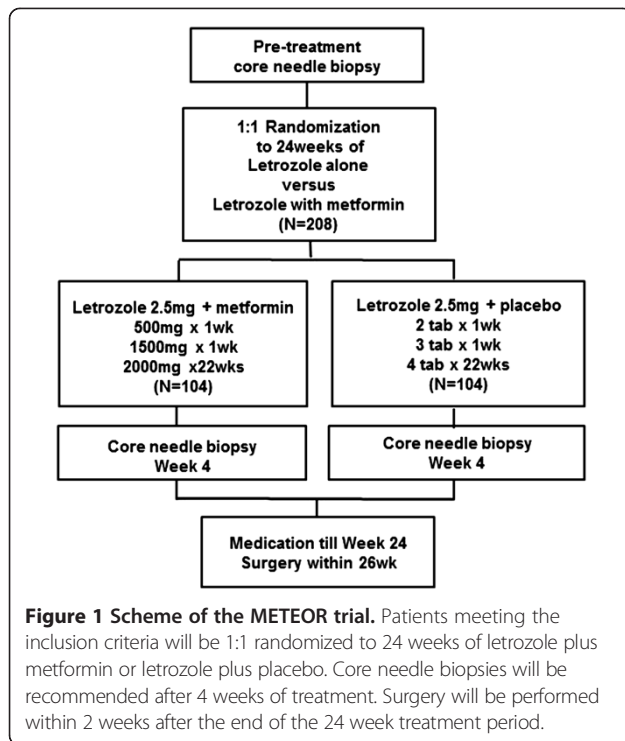 Pre-treatment
core needle biopsy
1:1 Randomization
to 24weeks of
Letrozole alone
versus
Letrozole with metformin
(N=208)
Letrozole 2.5mg + metformin
500mg x 1wk
1500mg x 1wk
2000mg x22wks
(N=104)
Letrozole 2.5mg + placebo
2 tab x 1wk
3 tab x 1wk
4 tab x 22wks
(N=104)
Core needle biopsy
Week 4
Core needle biopsy
Week 4
Medication till Week 24
Surgery within 26wk
Figure 1 Scheme of the METEOR trial. Patients meeting the
inclusion criteria will be 1:1 randomized to 24 weeks of letrozole plus
metformin or letrozole plus placebo. Core needle biopsies will be
recommended after 4 weeks of treatment. Surgery will be performed
within 2 weeks after the end of the 24 week treatment period.